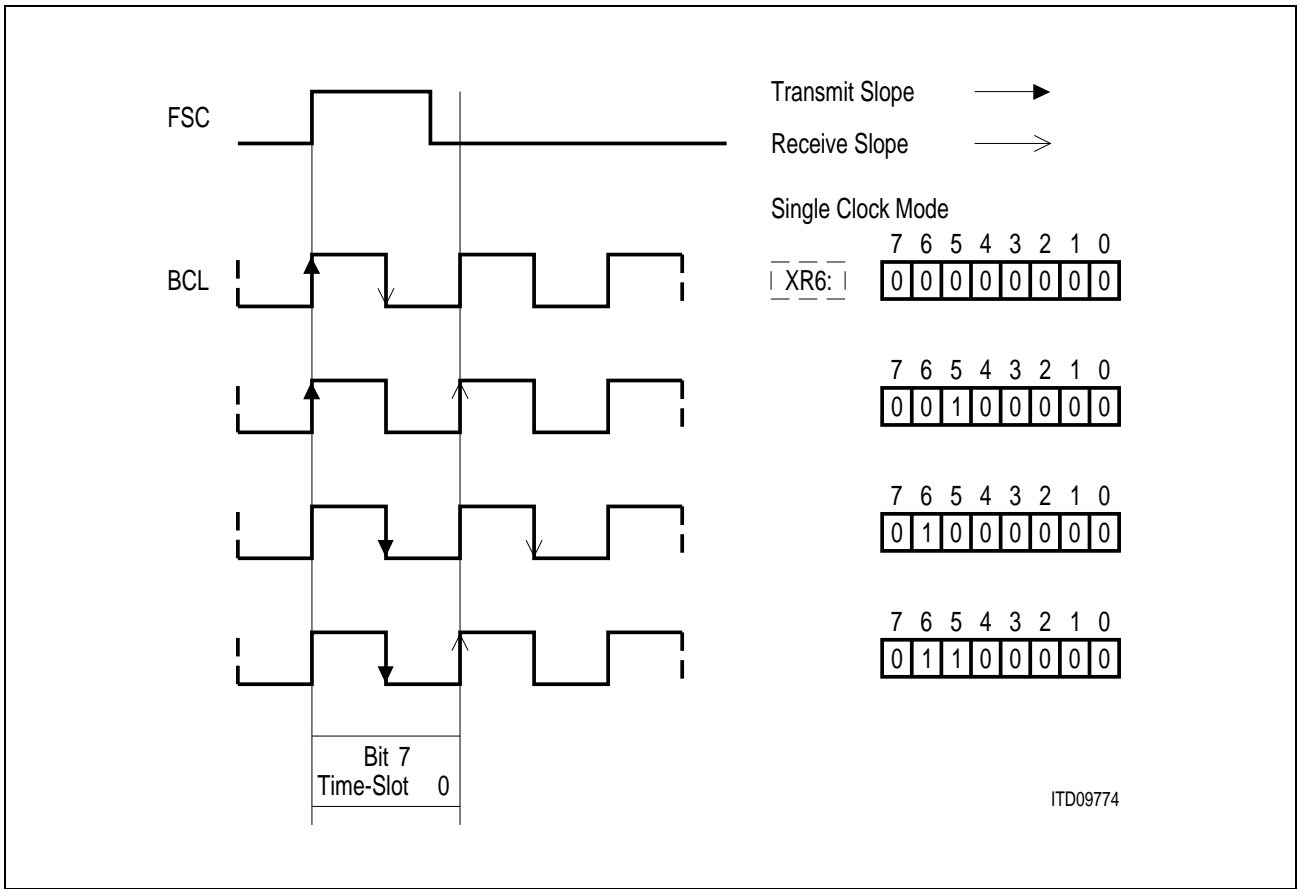 FSC
Transmit Slope
Receive Slope
Single Clock Mode
7 6 5 4 3 2 1 0
BCL
XR6: 0 0 0 0 0 0 0 0
7 6 5 4 3 2 1 0
0 0 1 0 0 0 0 0
7 6 5 4 3 2 1 0
0 1 0 0 0 0 0 0
7 6 5 4 3 2 1 0
0 1 1 0 0 0 0 0
Bit 7
Time-Slot 0
ITD09774